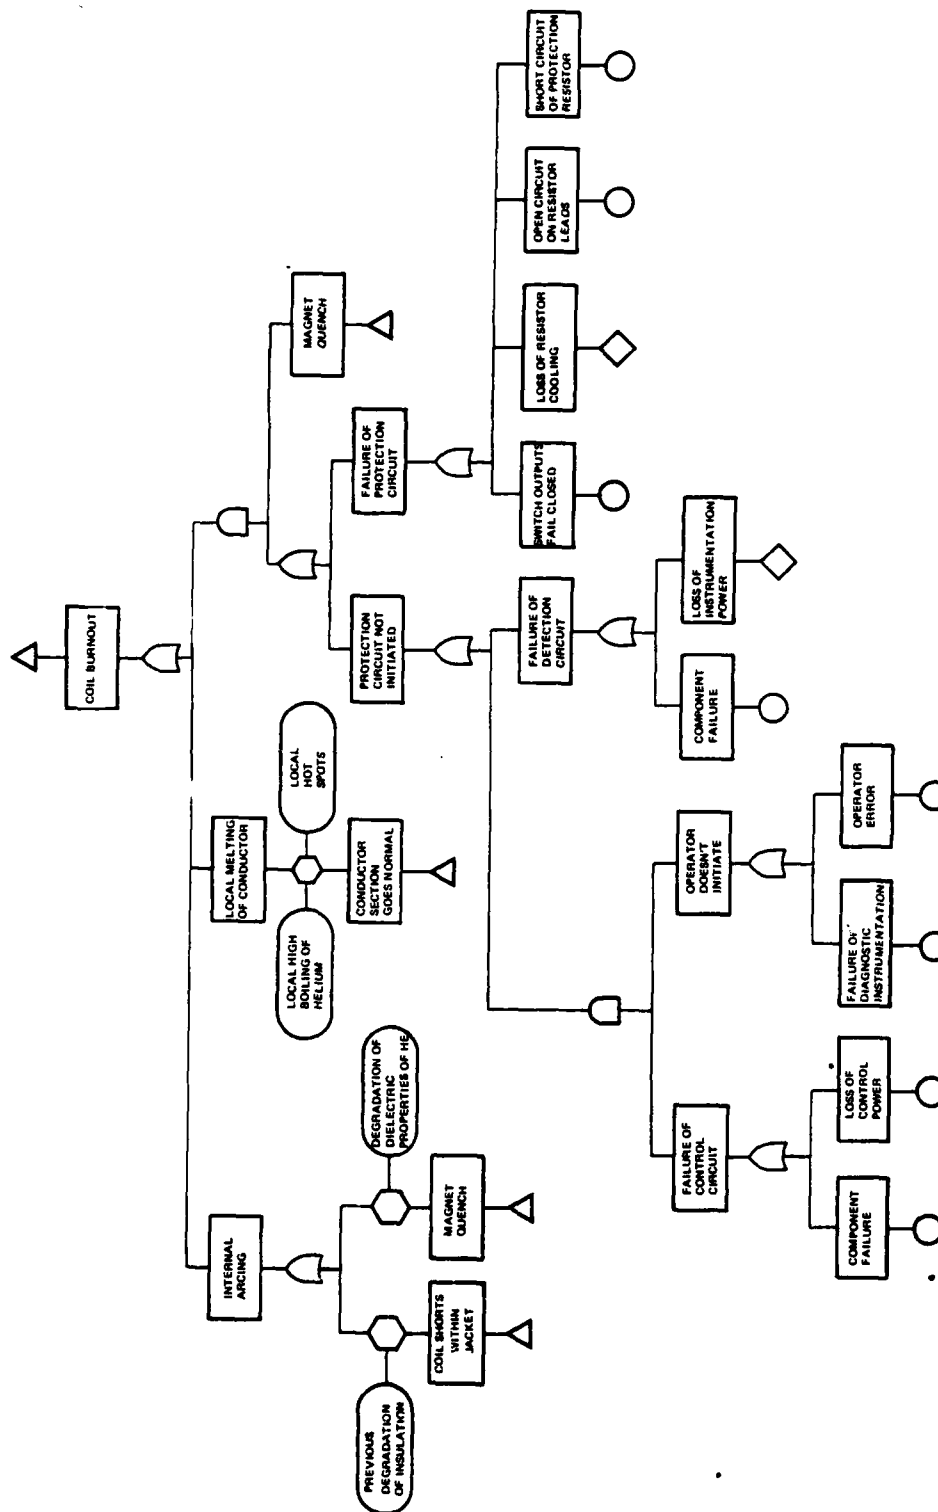 COIL BURNOUT
INTERNAL
ARCING
LOCAL MELTING
OF CONDUCTOR
MAGNET
QUENCH
PREVIOUS
DEGRADATION
OF INSULATION
COIL SHORTS
WITHIN
JACKET
MAGNET
QUENCH
DEGRADATION OF
DIELECTRIC
PROPERTIES OF HE
LOCAL HIGH
BOILING OF
HELIUM
CONDUCTOR
SECTION
GOES NORMAL
LOCAL
HOT
SPOTS
PROTECTION
CIRCUIT NOT
INITIATED
FAILURE OF
PROTECTION
CIRCUIT
FAILURE OF
DETECTION
CIRCUIT
SWITCH OUTPUTS
FAIL CLOSED
LOSS OF RESISTOR
COOLING
OPEN CIRCUIT
ON RESISTOR
LEADS
SHORT CIRCUIT
OF PROTECTION
RESISTOR
FAILURE OF
CONTROL
CIRCUIT
OPERATOR
DOESN'T
INITIATE
COMPONENT
FAILURE
LOSS OF
INSTRUMENTATION
POWER
COMPONENT
FAILURE
LOSS OF
CONTROL
POWER
FAILURE OF
DIAGNOSTIC
INSTRUMENTATION
OPERATOR
ERROR